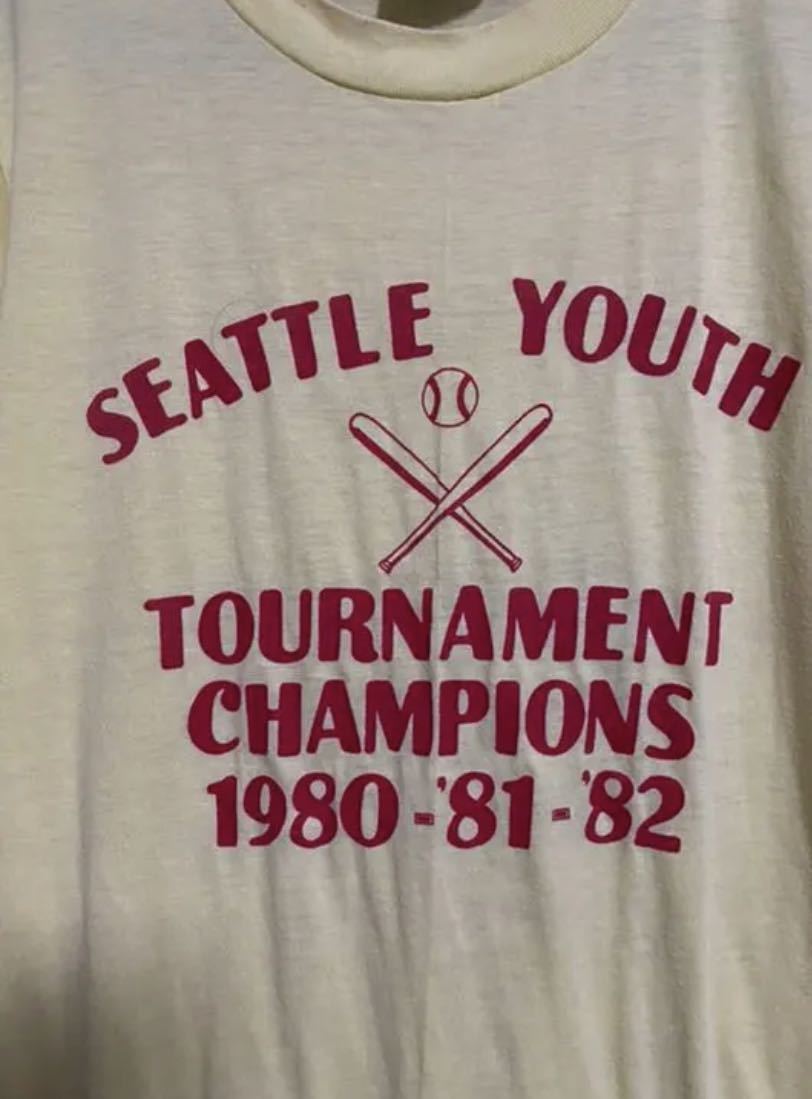 SEATTLE YOUTH
TOURNAMENT
CHAMPIONS
1980-'81-'82